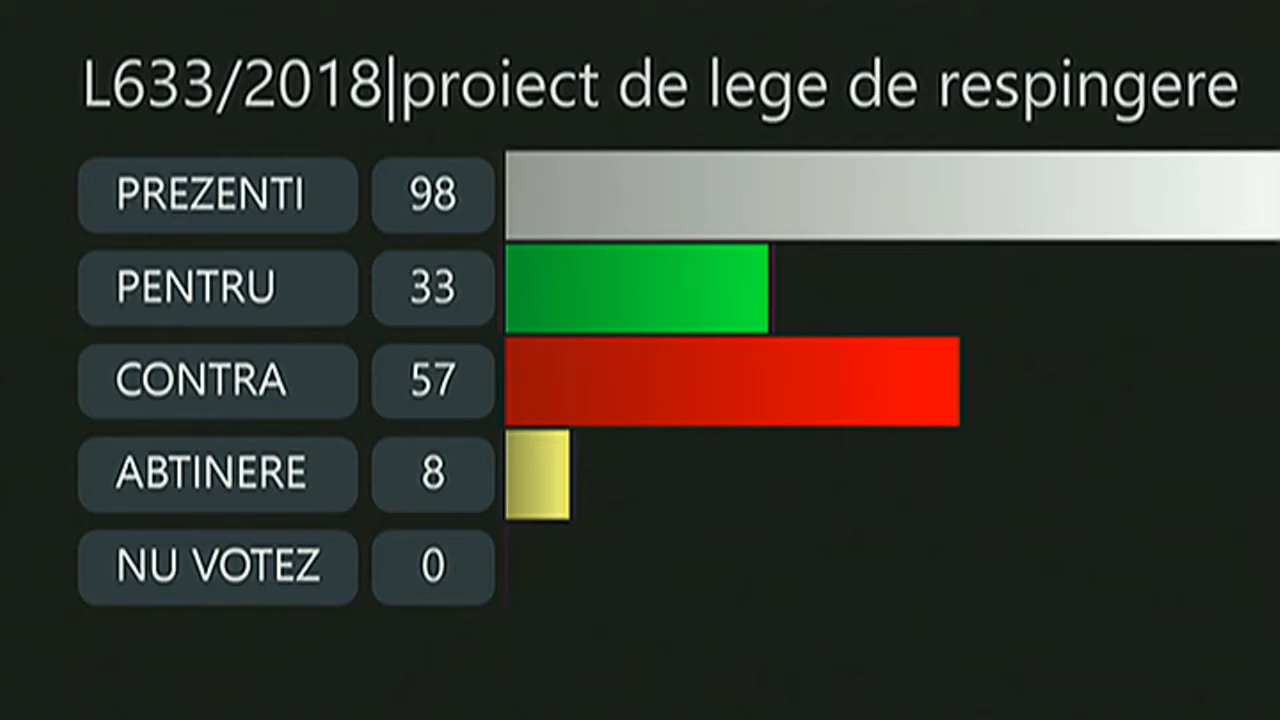 L633/2018|proiect de lege de respingere
PREZENTI 98
PENTRU 33
CONTRA 57
ABTINERE 8
NU VOTEZ 0